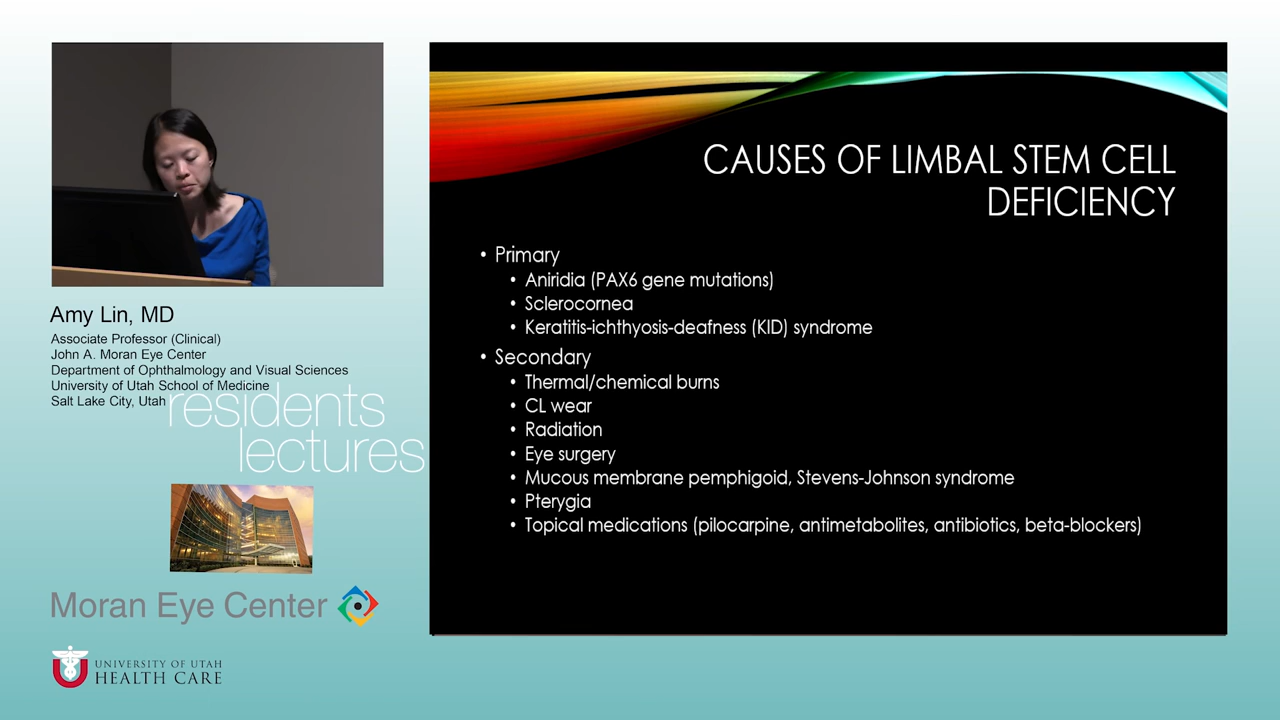 CAUSES OF LIMBAL STEM CELL
DEFICIENCY
• Primary
• Aniridia (PAX6 gene mutations)
• Sclerocornea
• Keratitis-ichthyosis-deafness (KID) syndrome
• Secondary
• Thermal/chemical burns
• CL wear
• Radiation
• Eye surgery
• Mucous membrane pemphigoid, Stevens-Johnson syndrome
• Pterygia
• Topical medications (pilocarpine, antimetabolites, antibiotics, beta-blockers)
Amy Lin, MD
Associate Professor (Clinical)
John A. Moran Eye Center
Department of Ophthalmology and Visual Sciences
University of Utah School of Medicine
Salt Lake City, Utah
residents
lectures
Moran Eye Center
UNIVERSITY OF UTAH
HEALTH CARE